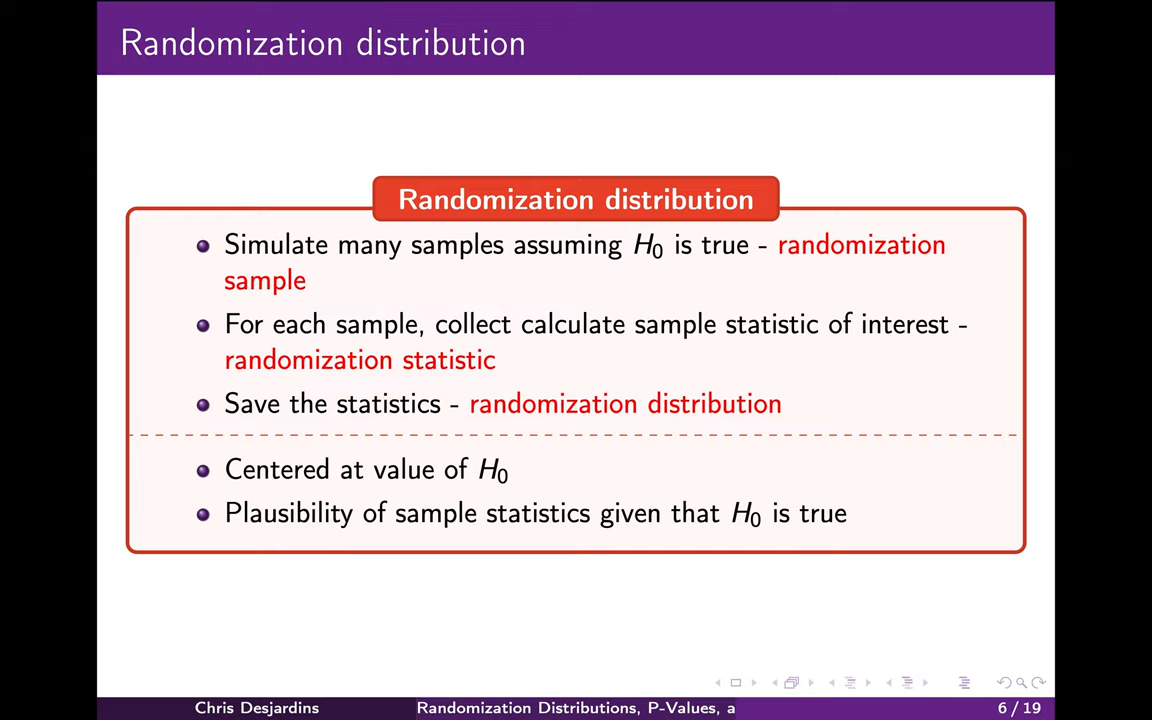 Randomization distribution
Randomization distribution
Simulate many samples assuming H0 is true - randomization
sample
For each sample, collect calculate sample statistic of interest -
randomization statistic
Save the statistics - randomization distribution
Centered at value of H0
Plausibility of sample statistics given that H0 is true
Chris Desjardins
Randomization Distributions, P-Values, a
6 / 19